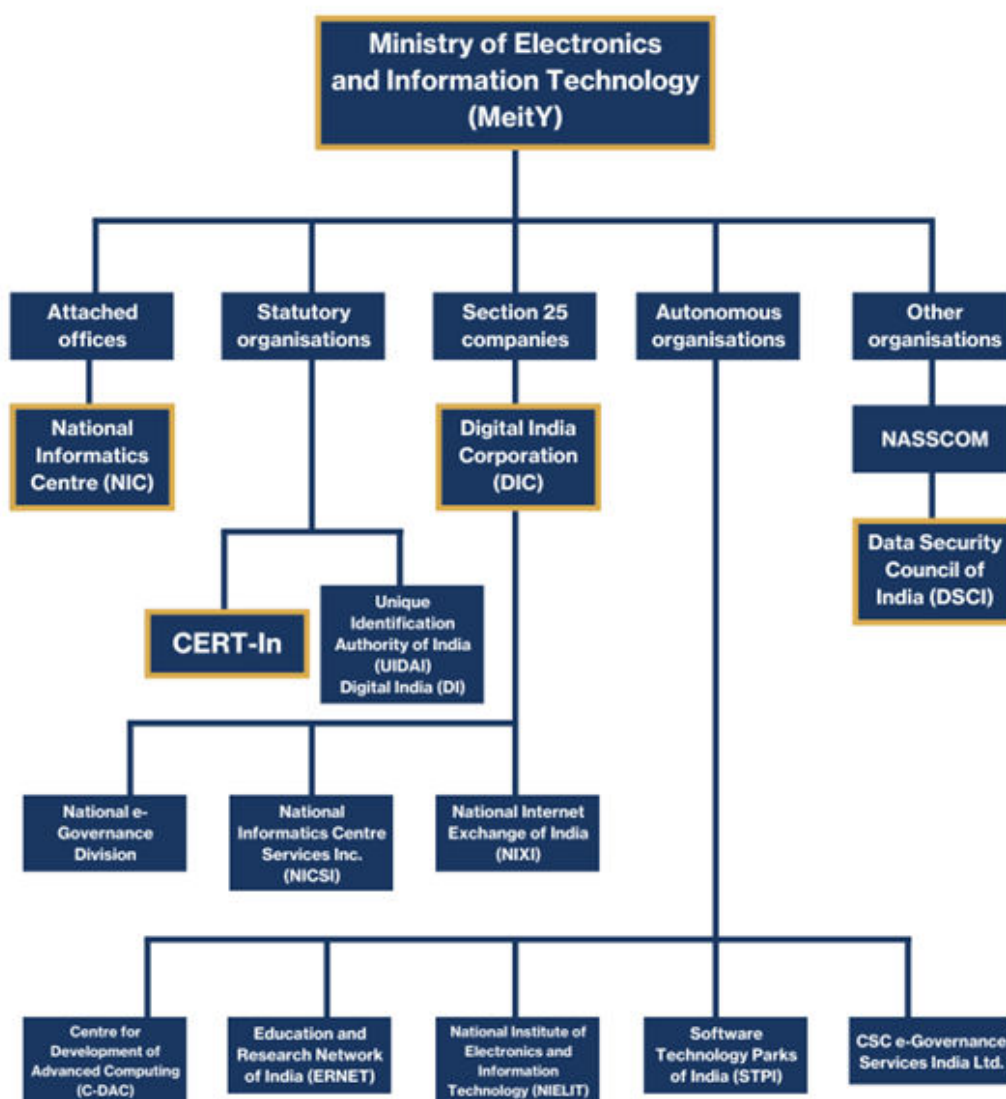 Ministry of Electronics
and Information Technology
(MeitY)
Attached
offices
Statutory
organisations
Section 25
companies
Autonomous
organisations
Other
organisations
National
Informatics
Centre (NIC)
Digital India
Corporation
(DIC)
NASSCOM
Data Security
Council of
India (DSCI)
CERT-In
Unique
Identification
Authority of India
(UIDAI)
Digital India (DI)
National e-
Governance
Division
National
Informatics Centre
Services Inc.
(NICSI)
National Internet
Exchange of India
(NIXI)
Centre for
Development of
Advanced Computing
(C-DAC)
Education and
Research Network
of India (ERNET)
National Institute of
Electronics and
Information
Technology (NIELIT)
Software
Technology Parks
of India (STPI)
CSC e-Governance
Services India Ltd.